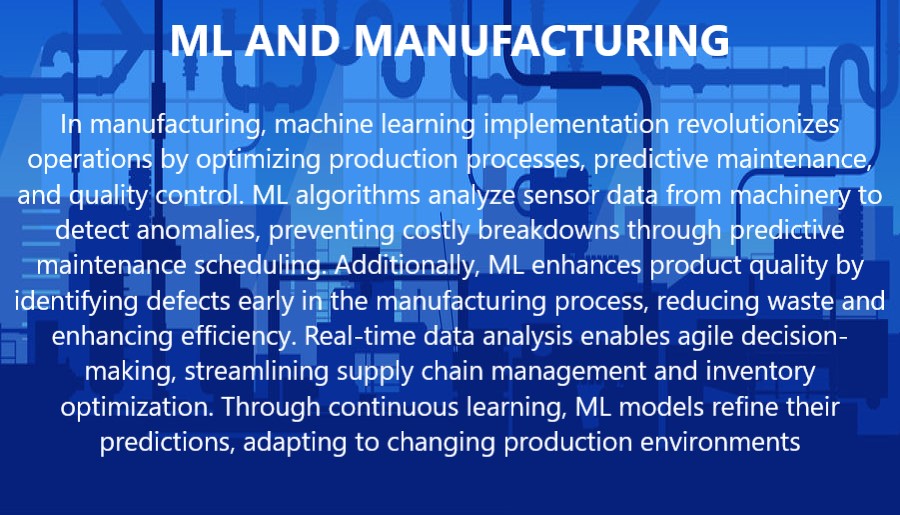 ML AND MANUFACTURING
In manufacturing, machine learning implementation revolutionizes
operations by optimizing production processes, predictive maintenance,
and quality control. ML algorithms analyze sensor data from machinery to
detect anomalies, preventing costly breakdowns through predictive
maintenance scheduling. Additionally, ML enhances product quality by
identifying defects early in the manufacturing process, reducing waste and
enhancing efficiency. Real-time data analysis enables agile decision-
making, streamlining supply chain management and inventory
optimization. Through continuous learning, ML models refine their
predictions, adapting to changing production environments